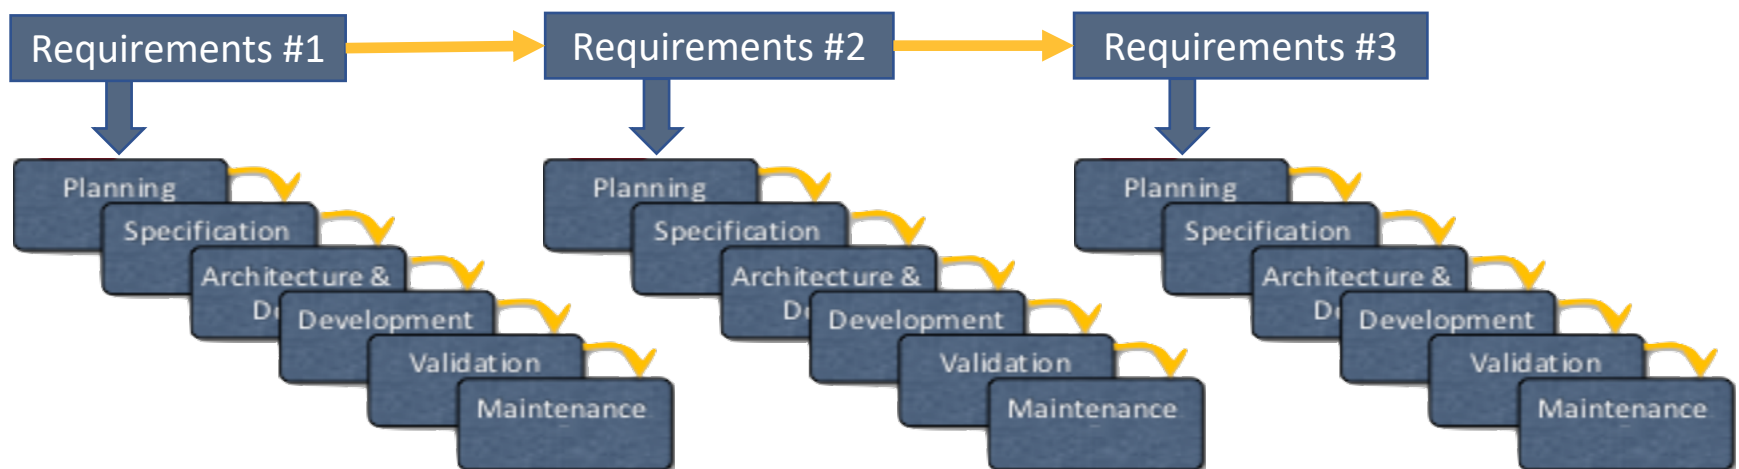 Requirements #1
Requirements #2
Requirements #3
Planning
Specification
Architecture &
Development
Validation
Maintenance
Planning
Specification
Architecture &
Development
Validation
Maintenance
Planning
Specification
Architecture &
Development
Validation
Maintenance